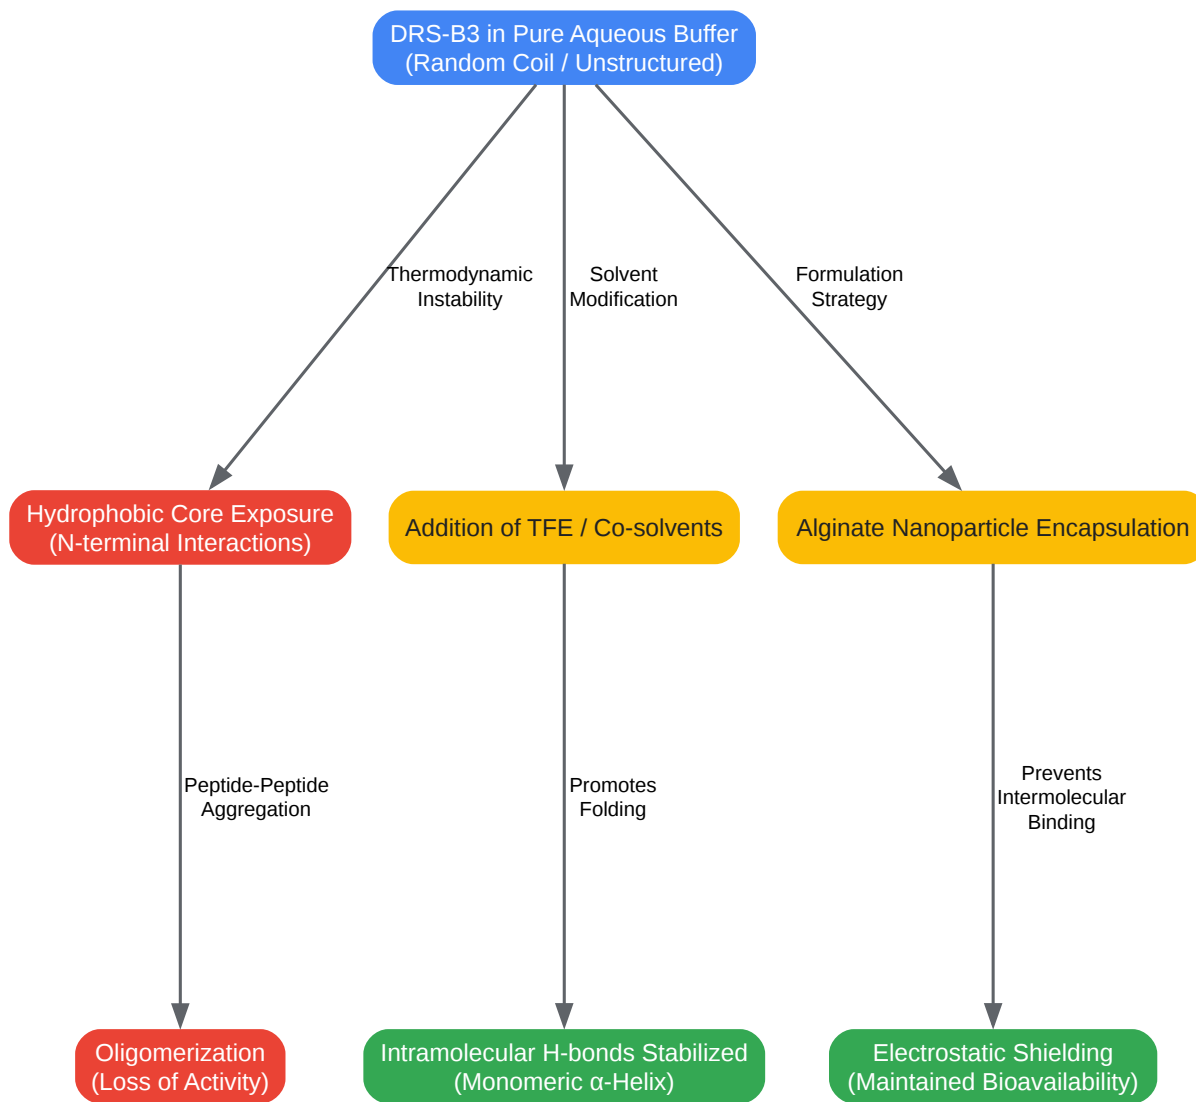 DRS-B3 in Pure Aqueous Buffer
(Random Coil / Unstructured)
Thermodynamic
Instability
Solvent
Modification
Formulation
Strategy
Hydrophobic Core Exposure
(N-terminal Interactions)
Addition of TFE / Co-solvents
Alginate Nanoparticle Encapsulation
Peptide-Peptide
Aggregation
Promotes
Folding
Prevents
Intermolecular
Binding
Oligomerization
(Loss of Activity)
Intramolecular H-bonds Stabilized
(Monomeric α-Helix)
Electrostatic Shielding
(Maintained Bioavailability)